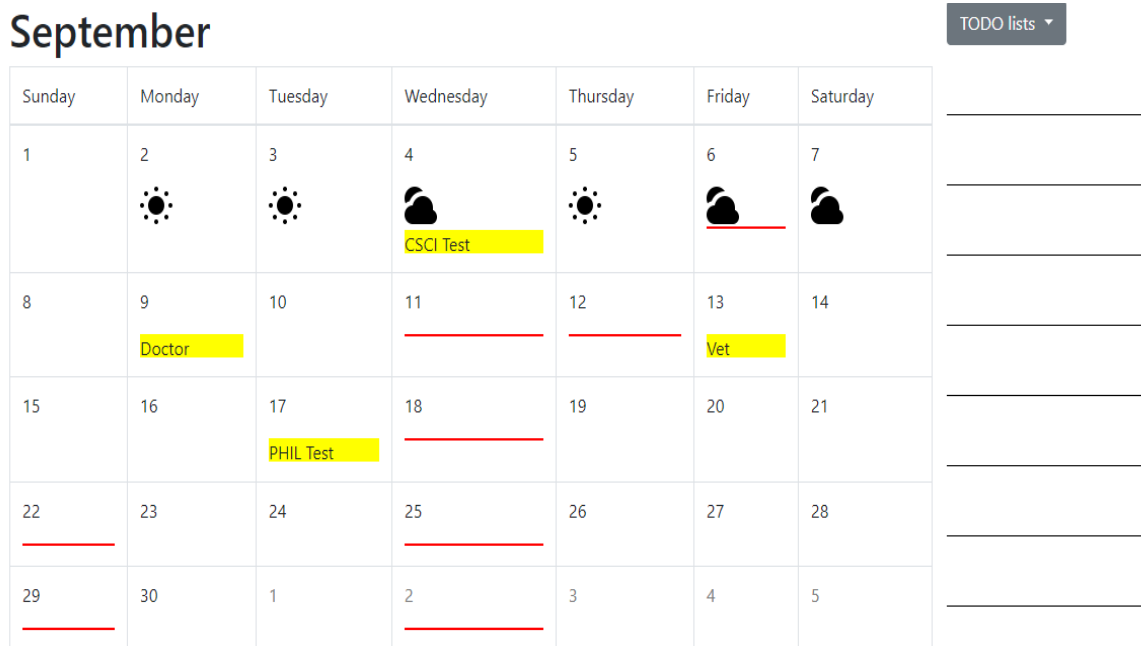 September
TODO lists
Sunday Monday Tuesday Wednesday Thursday Friday Saturday
1 2 3 4 5 6 7
CSCI Test
8 9 10 11 12 13 14
Doctor Vet
15 16 17 18 19 20 21
PHIL Test
22 23 24 25 26 27 28
29 30 1 2 3 4 5